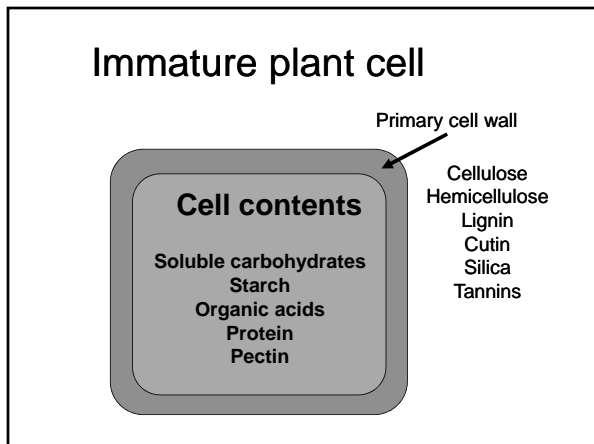 Immature plant cell
Primary cell wall
Cellulose
Hemicellulose
Lignin
Cutin
Silica
Tannins
Cell contents
Soluble carbohydrates
Starch
Organic acids
Protein
Pectin